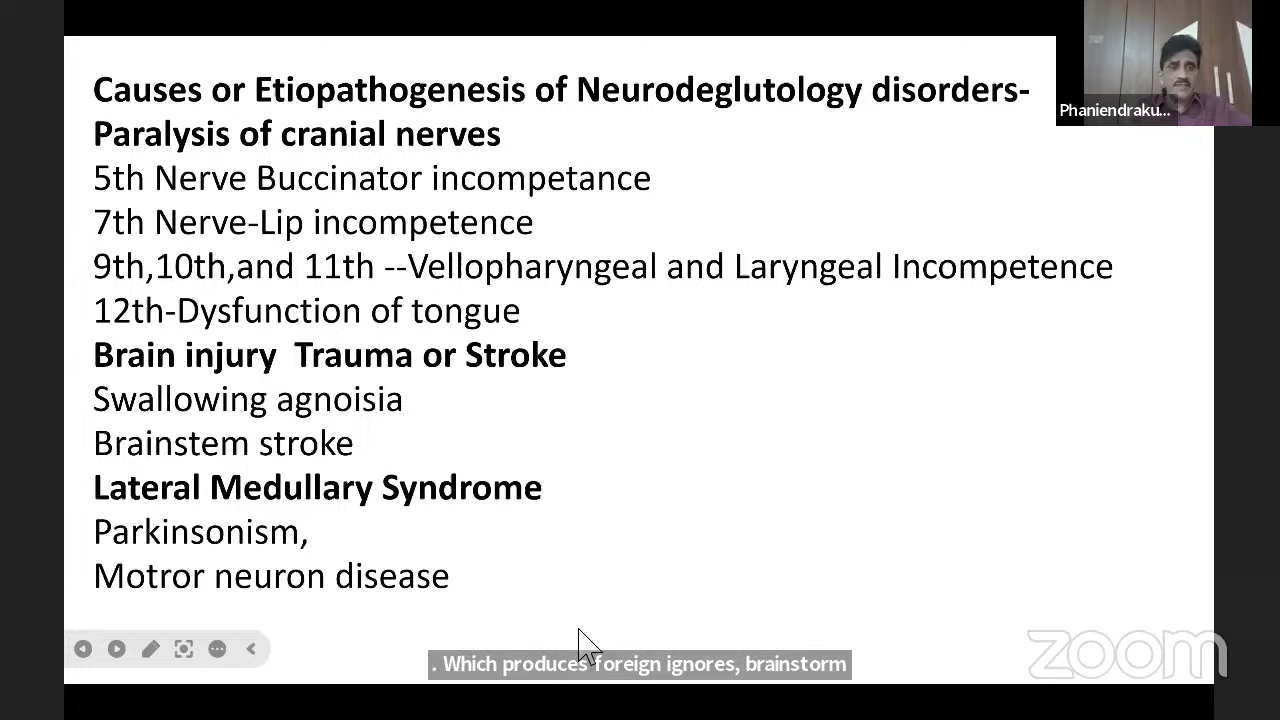 Causes or Etiopathogenesis of Neurodeglutology disorders-
Paralysis of cranial nerves
5th Nerve Buccinator incompetance
7th Nerve-Lip incompetence
9th,10th,and 11th --Vellopharyngeal and Laryngeal Incompetence
12th-Dysfunction of tongue
Brain injury  Trauma or Stroke
Swallowing agnoisia
Brainstem stroke
Lateral Medullary Syndrome
Parkinsonism,
Motror neuron disease
Phaniendraku...
. Which produces foreign ignores, brainstorm
zoom